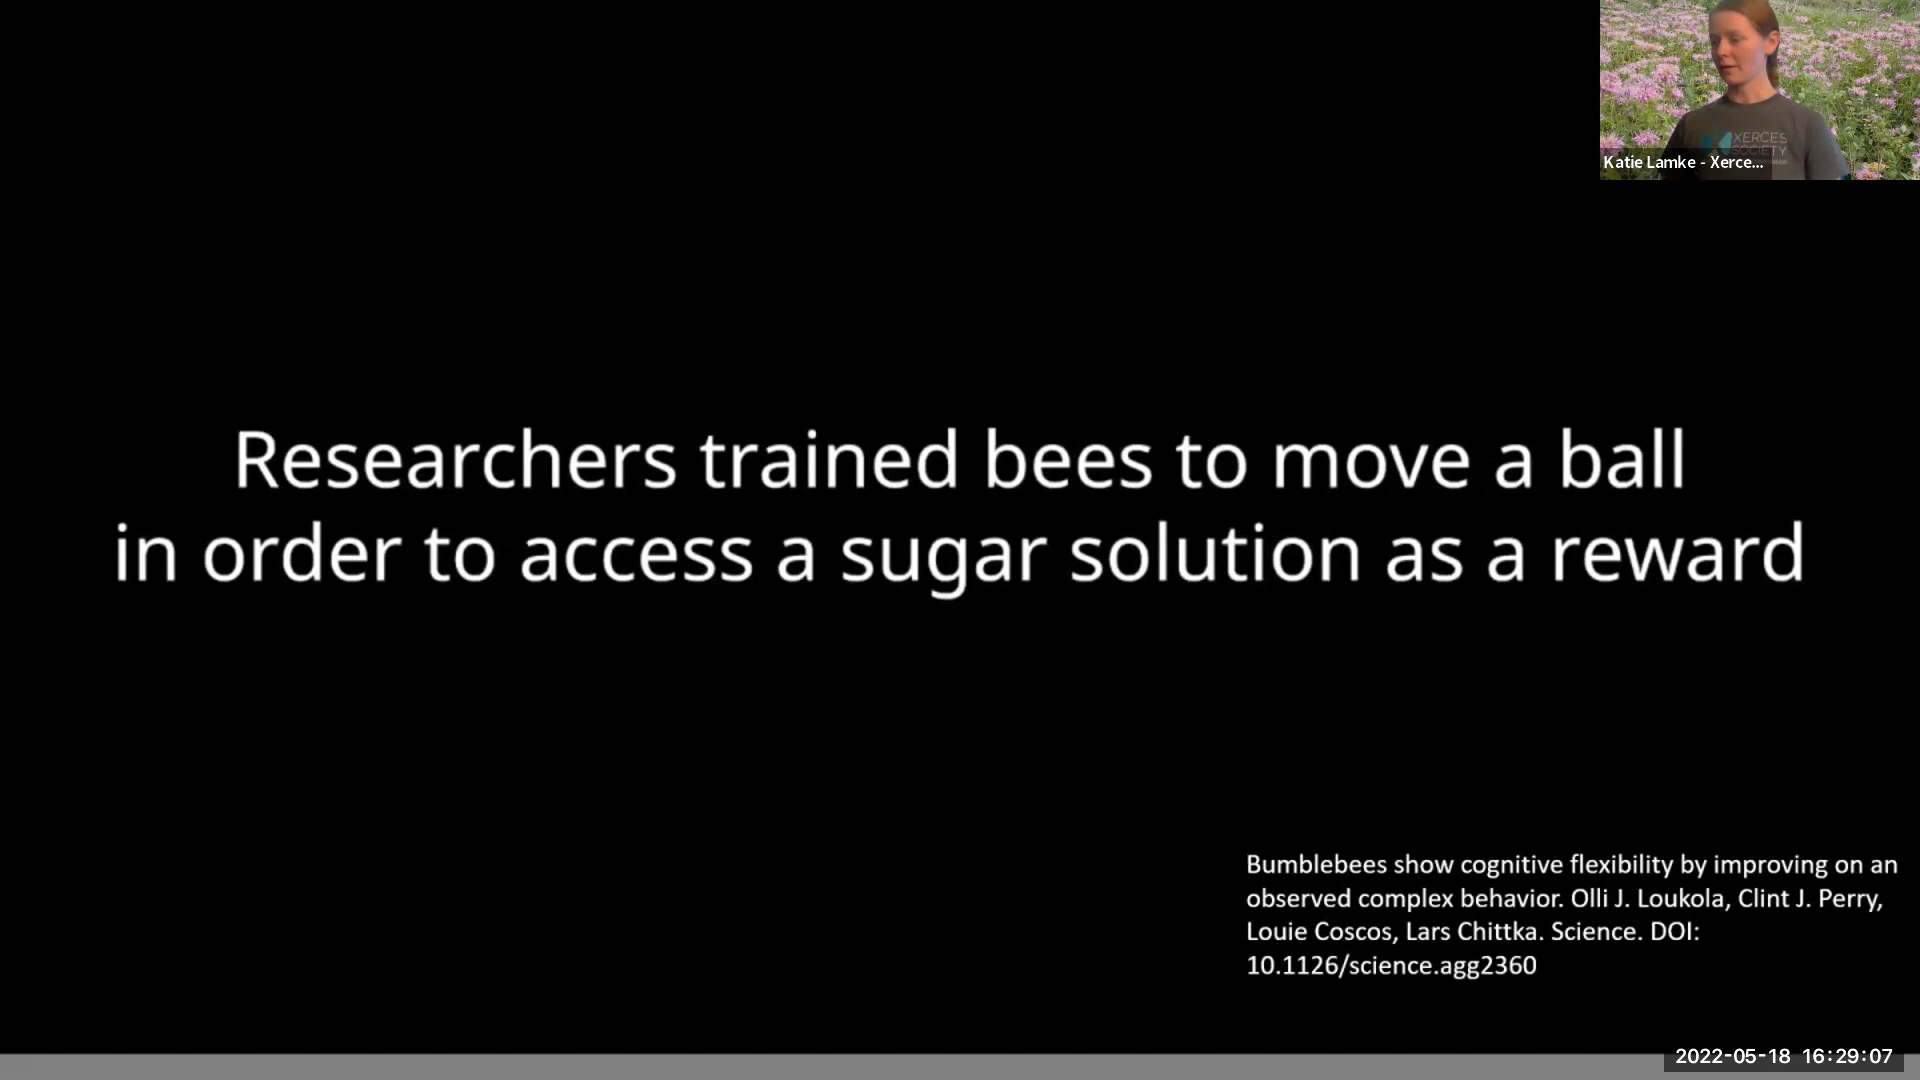 XERCES
SOCIETY
Katie Lamke - Xerce...
Researchers trained bees to move a ball
in order to access a sugar solution as a reward
Bumblebees show cognitive flexibility by improving on an
observed complex behavior. Olli J. Loukola, Clint J. Perry,
Louie Coscos, Lars Chittka. Science. DOI:
10.1126/science.agg2360
2022-05-18 16:29:07